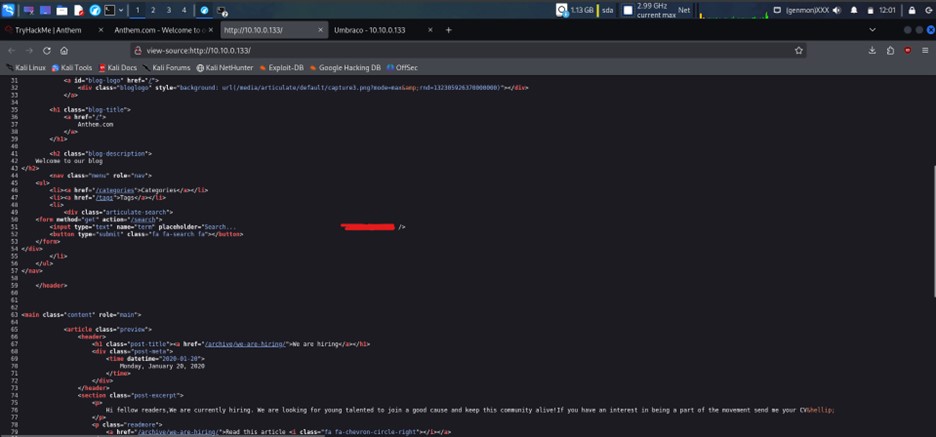 1 2 3 4 1.13 GB sda 2.99 GHz current max Net (genmon)XXX 12:01
TryHackMe | Anthem Anthem.com - Welcome to o http://10.10.0.133/ Umbraco - 10.10.0.133
view-source:http://10.10.0.133/
Kali Linux Kali Tools Kali Docs Kali Forums Kali NetHunter Exploit-DB Google Hacking DB OffSec
31 <a id="blog-logo" href="/">
32 <div class="bloglogo" style="background: url(/media/articulate/default/capture3.png?mode=max&amp;rnd=132305926370000000)"></div>
33 </a>
34
35 <h1 class="blog-title">
36 <a href="/">
37 Anthem.com
38 </a>
39 </h1>
40
41 <h2 class="blog-description">
42 Welcome to our blog
43 </h2>
44 <nav class="menu" role="nav">
45 <ul>
46 <li><a href="/categories">Categories</a></li>
47 <li><a href="/tags">Tags</a></li>
48 <li>
49 <div class="articulate-search">
50 <form method="get" action="/search">
51 <input type="text" name="term" placeholder="Search... />
52 <button type="submit" class="fa fa-search fa"></button>
53 </form>
54 </div>
55 </li>
56 </ul>
57 </nav>
58
59 </header>
60
61
62
63 <main class="content" role="main">
64
65 <article class="preview">
66 <header>
67 <h1 class="post-title"><a href="/archive/we-are-hiring/">We are hiring</a></h1>
68 <div class="post-meta">
69 <time datetime="2020-01-20">
70 Monday, January 20, 2020
71 </time>
72 </div>
73 </header>
74 <section class="post-excerpt">
75 <p>
76 Hi fellow readers,We are currently hiring. We are looking for young talented to join a good cause and keep this community alive!If you have an interest in being a part of the movement send me your CV&hellip;
77 </p>
78 <p class="readmore">
79 <a href="/archive/we-are-hiring/">Read this article <i class="fa fa-chevron-circle-right"></i></a>